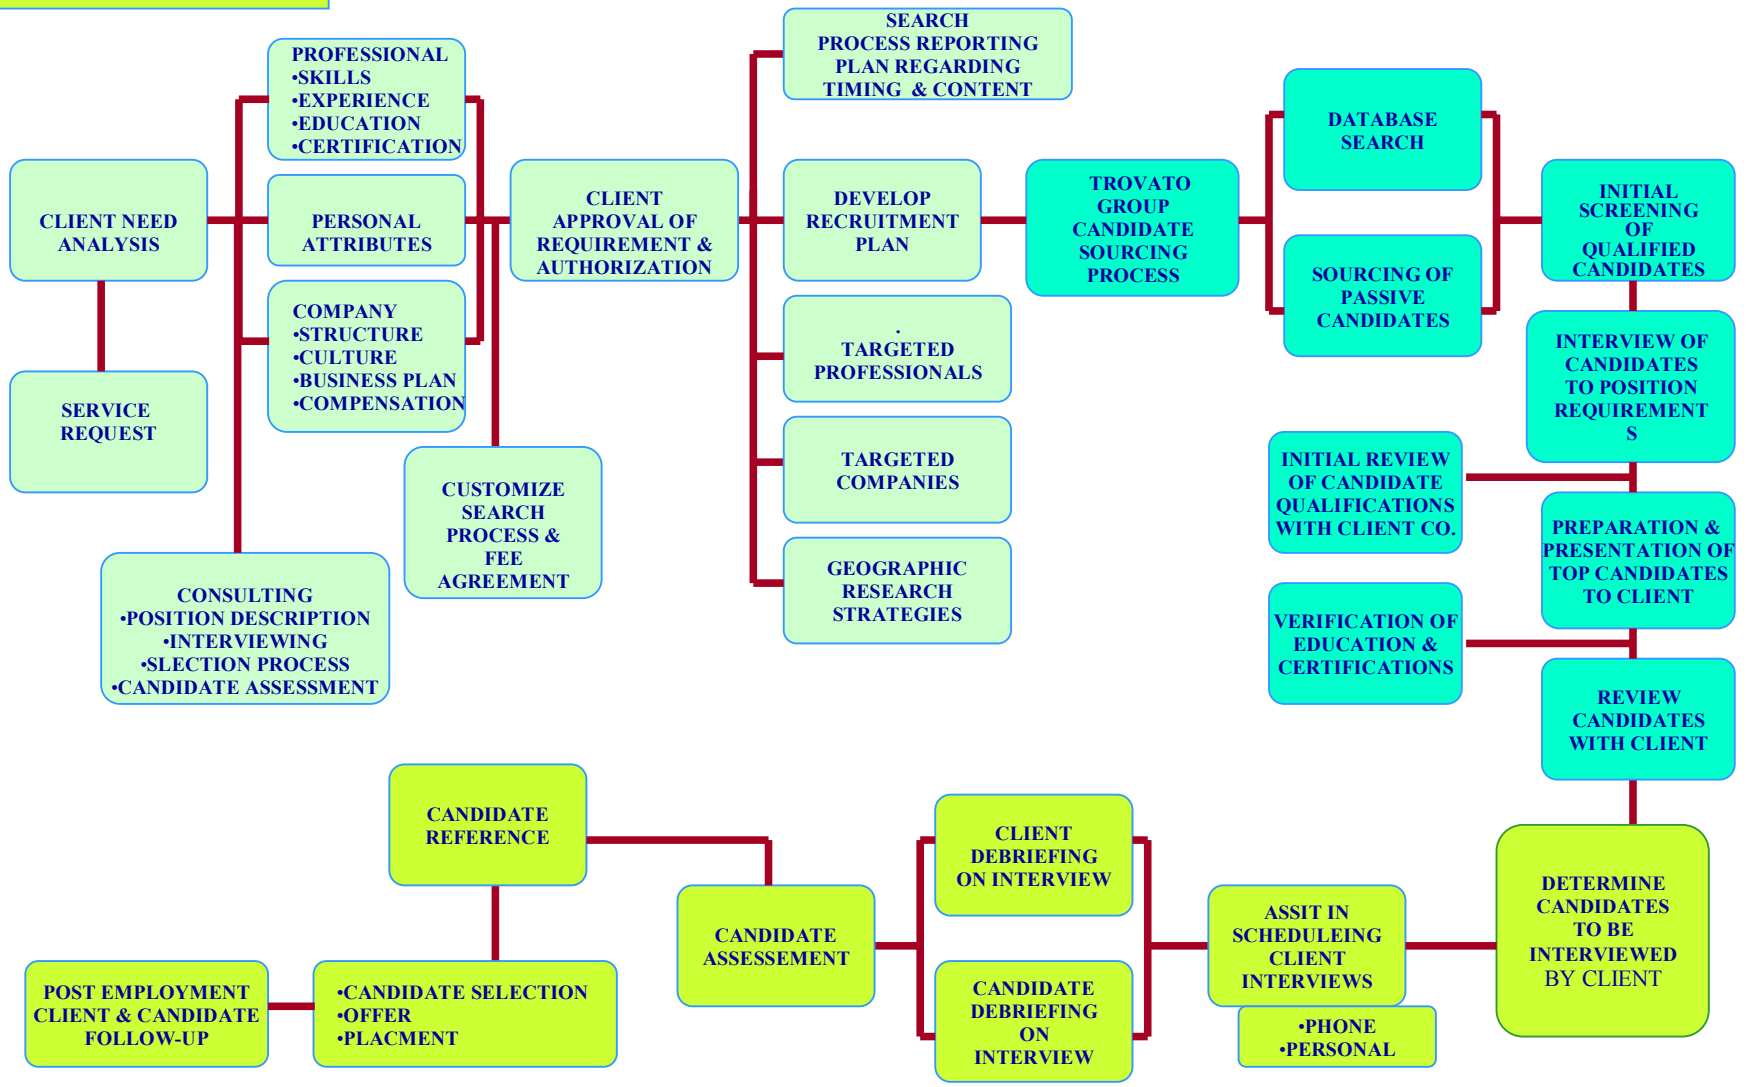 CLIENT NEED
ANALYSIS
SERVICE
REQUEST
PROFESSIONAL
•SKILLS
•EXPERIENCE
•EDUCATION
•CERTIFICATION
PERSONAL
ATTRIBUTES
COMPANY
•STRUCTURE
•CULTURE
•BUSINESS PLAN
•COMPENSATION
CONSULTING
•POSITION DESCRIPTION
•INTERVIEWING
•SLECTION PROCESS
•CANDIDATE ASSESSMENT
CUSTOMIZE
SEARCH
PROCESS &
FEE
AGREEMENT
CLIENT
APPROVAL OF
REQUIREMENT &
AUTHORIZATION
SEARCH
PROCESS REPORTING
PLAN REGARDING
TIMING & CONTENT
DEVELOP
RECRUITMENT
PLAN
.
TARGETED
PROFESSIONALS
TARGETED
COMPANIES
GEOGRAPHIC
RESEARCH
STRATEGIES
TROVATO
GROUP
CANDIDATE
SOURCING
PROCESS
DATABASE
SEARCH
SOURCING OF
PASSIVE
CANDIDATES
INITIAL
SCREENING
OF
QUALIFIED
CANDIDATES
INTERVIEW OF
CANDIDATES
TO POSITION
REQUIREMENT
S
INITIAL REVIEW
OF CANDIDATE
QUALIFICATIONS
WITH CLIENT CO.
PREPARATION &
PRESENTATION OF
TOP CANDIDATES
TO CLIENT
VERIFICATION OF
EDUCATION &
CERTIFICATIONS
REVIEW
CANDIDATES
WITH CLIENT
DETERMINE
CANDIDATES
TO BE
INTERVIEWED
BY CLIENT
ASSIT IN
SCHEDULEING
CLIENT
INTERVIEWS
•PHONE
•PERSONAL
CLIENT
DEBRIEFING
ON INTERVIEW
CANDIDATE
DEBRIEFING
ON
INTERVIEW
CANDIDATE
ASSESSEMENT
CANDIDATE
REFERENCE
•CANDIDATE SELECTION
•OFFER
•PLACMENT
POST EMPLOYMENT
CLIENT & CANDIDATE
FOLLOW-UP